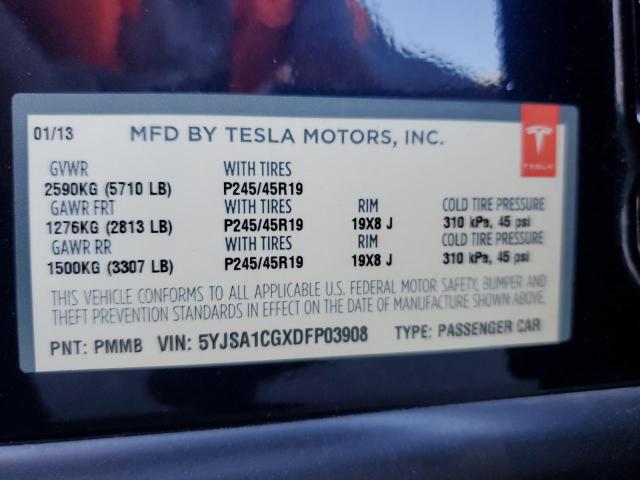 01/13 MFD BY TESLA MOTORS, INC.
TESLA
GVWR WITH TIRES
2590KG (5710 LB) P245/45R19
GAWR FRT WITH TIRES RIM COLD TIRE PRESSURE
1276KG (2813 LB) P245/45R19 19X8 J 310 kPa, 45 psi
GAWR RR WITH TIRES RIM COLD TIRE PRESSURE
1500KG (3307 LB) P245/45R19 19X8 J 310 kPa, 45 psi
THIS VEHICLE CONFORMS TO ALL APPLICABLE U.S. FEDERAL MOTOR SAFETY, BUMPER AND
THEFT PREVENTION STANDARDS IN EFFECT ON THE DATE OF MANUFACTURE SHOWN ABOVE.
PNT: PMMB VIN: 5YJSA1CGXDFP03908 TYPE: PASSENGER CAR